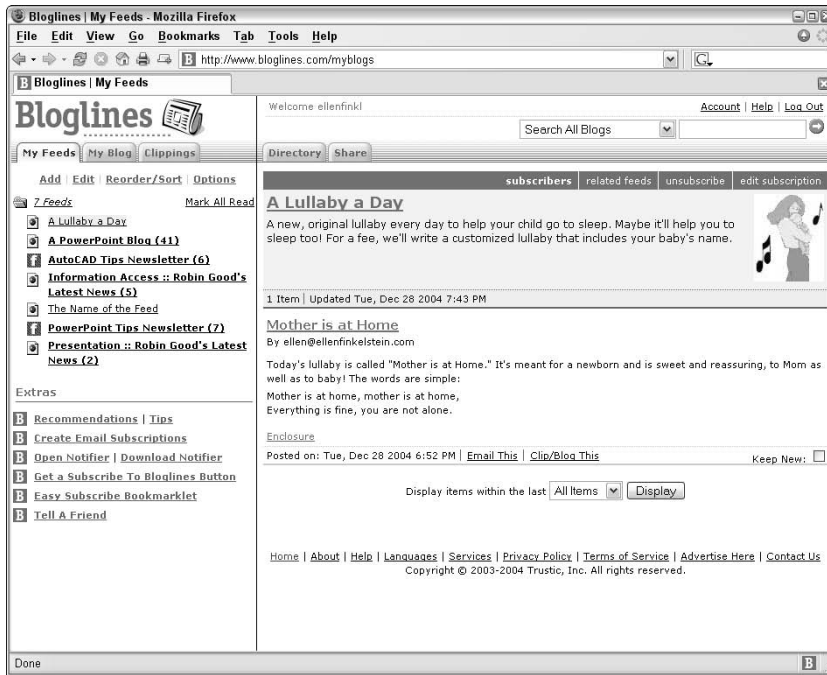 Bloglines | My Feeds - Mozilla Firefox
File Edit View Go Bookmarks Tab Tools Help
B http://www.bloglines.com/myblogs G
B Bloglines | My Feeds
Bloglines
My Feeds My Blog Clippings
Add | Edit | Reorder/Sort | Options
7 Feeds Mark All Read
A Lullaby a Day
A PowerPoint Blog (41)
f AutoCAD Tips Newsletter (6)
Information Access :: Robin Good's
Latest News (5)
The Name of the Feed
f PowerPoint Tips Newsletter (7)
Presentation :: Robin Good's Latest
News (2)
Extras
B Recommendations | Tips
B Create Email Subscriptions
B Open Notifier | Download Notifier
B Get a Subscribe To Bloglines Button
B Easy Subscribe Bookmarklet
B Tell A Friend
Welcome ellenfinkl Account | Help | Log Out
Search All Blogs
Directory Share
subscribers | related feeds | unsubscribe | edit subscription
A Lullaby a Day
A new, original lullaby every day to help your child go to sleep. Maybe it'll help you to
sleep too! For a fee, we'll write a customized lullaby that includes your baby's name.
1 Item | Updated Tue, Dec 28 2004 7:43 PM
Mother is at Home
By ellen@ellenfinkelstein.com
Today's lullaby is called "Mother is at Home." It's meant for a newborn and is sweet and reassuring, to Mom as
well as to baby! The words are simple:
Mother is at home, mother is at home,
Everything is fine, you are not alone.
Enclosure
Posted on: Tue, Dec 28 2004 6:52 PM | Email This | Clip/Blog This Keep New:
Display items within the last All Items Display
Home | About | Help | Languages | Services | Privacy Policy | Terms of Service | Advertise Here | Contact Us
Copyright © 2003-2004 Trustic, Inc. All rights reserved.
Done B